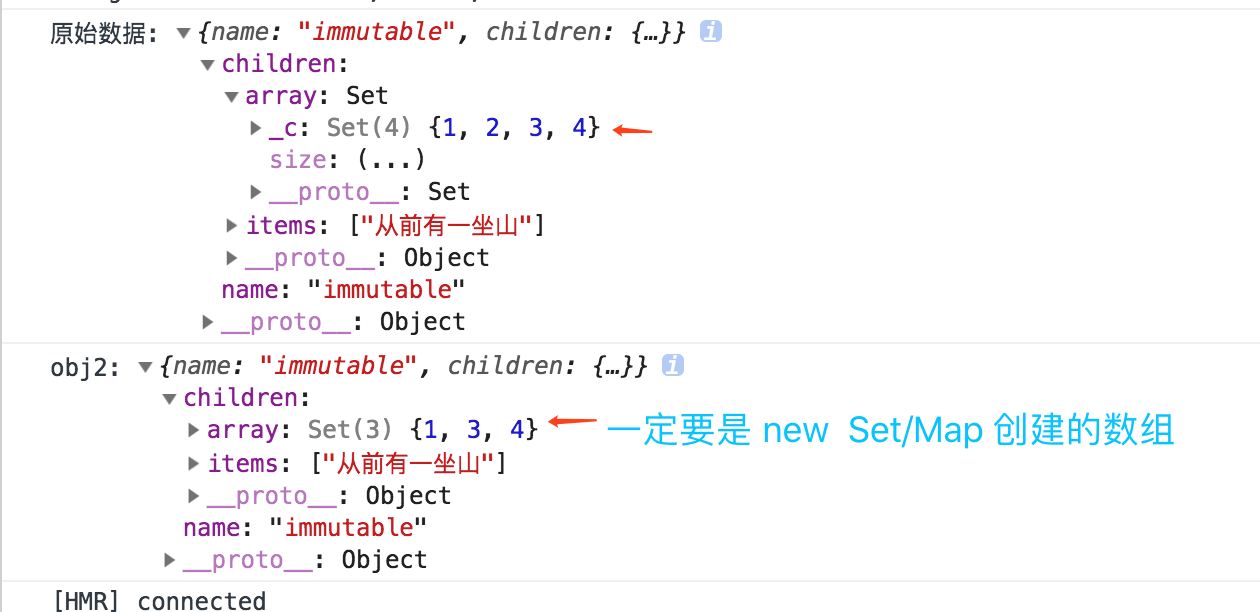 原始数据: ▼{name: "immutable", children: {…}} i
▼children:
▼array: Set
▶_c: Set(4) {1, 2, 3, 4}
size: (...)
▶__proto__: Set
▶items: ["从前有一坐山"]
▶__proto__: Object
name: "immutable"
▶__proto__: Object
obj2: ▼{name: "immutable", children: {…}} i
▼children:
▶array: Set(3) {1, 3, 4} 一定要是 new Set/Map 创建的数组
▶items: ["从前有一坐山"]
▶__proto__: Object
name: "immutable"
▶__proto__: Object
[HMR] connected